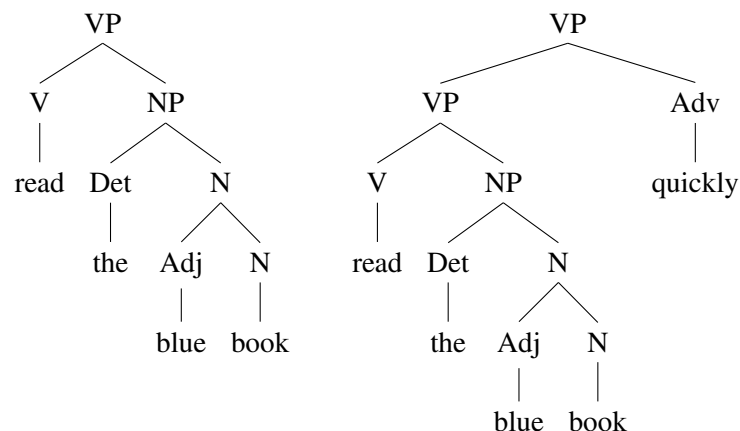 VP VP
V NP VP Adv
read Det N V NP quickly
the Adj N read Det N
blue book the Adj N
blue book